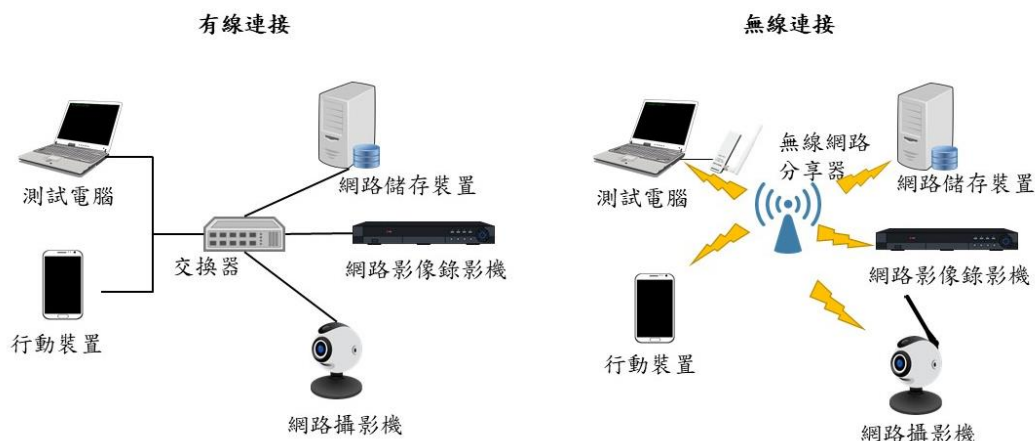 有線連接
測試電腦
網路儲存裝置
交換器
網路影像錄影機
行動裝置
網路攝影機
無線連接
測試電腦
無線網路
分享器
網路儲存裝置
網路影像錄影機
行動裝置
網路攝影機